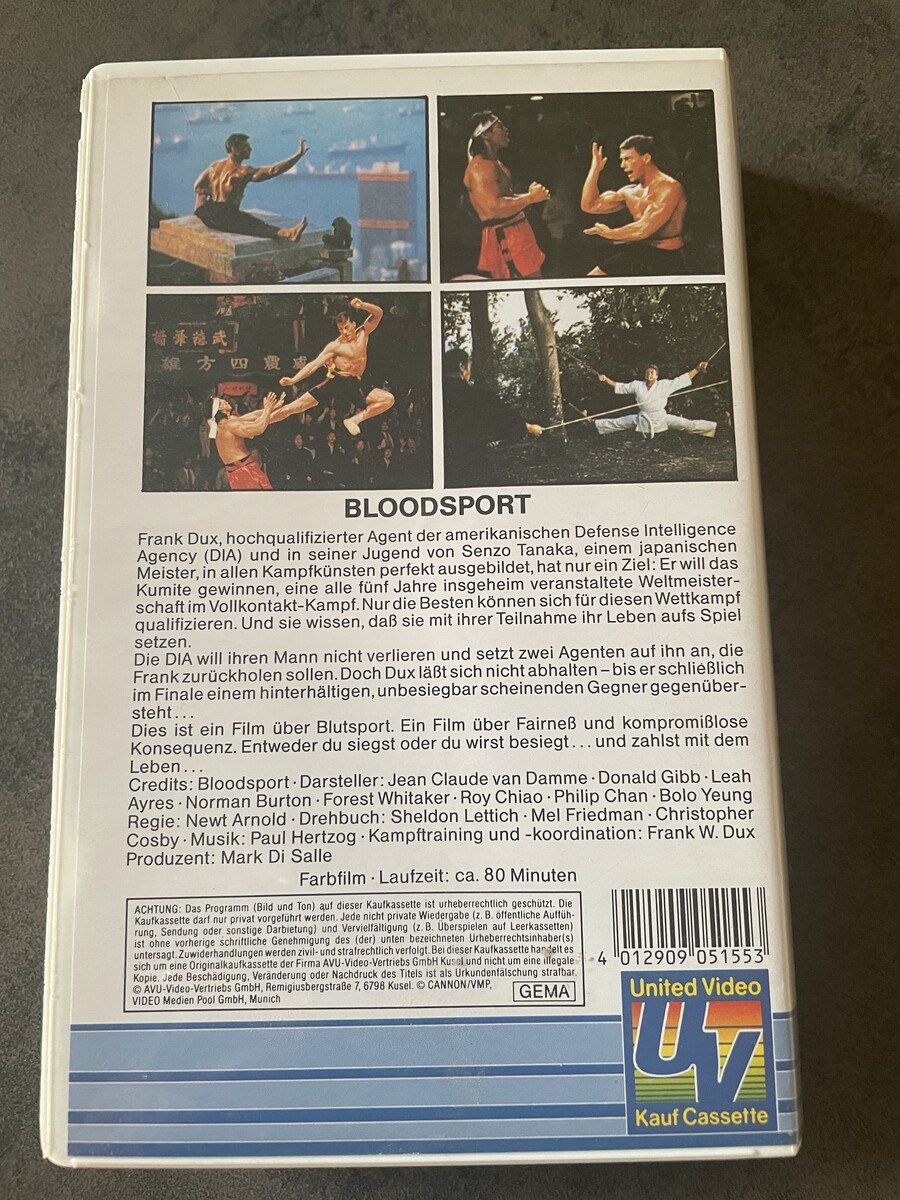 武德華龍
雄方四震威
BLOODSPORT
Frank Dux, hochqualifizierter Agent der amerikanischen Defense Intelligence
Agency (DIA) und in seiner Jugend von Senzo Tanaka, einem japanischen
Meister, in allen Kampfkünsten perfekt ausgebildet, hat nur ein Ziel: Er will das
Kumite gewinnen, eine alle fünf Jahre insgeheim veranstaltete Weltmeister-
schaft im Vollkontakt-Kampf. Nur die Besten können sich für diesen Wettkampf
qualifizieren. Und sie wissen, daß sie mit ihrer Teilnahme ihr Leben aufs Spiel
setzen.
Die DIA will ihren Mann nicht verlieren und setzt zwei Agenten auf ihn an, die
Frank zurückholen sollen. Doch Dux läßt sich nicht abhalten – bis er schließlich
im Finale einem hinterhältigen, unbesiegbar scheinenden Gegner gegenüber-
steht...
Dies ist ein Film über Blutsport. Ein Film über Fairneß und kompromißlose
Konsequenz. Entweder du siegst oder du wirst besiegt... und zahlst mit dem
Leben...
Credits: Bloodsport · Darsteller: Jean Claude van Damme · Donald Gibb · Leah
Ayres · Norman Burton · Forest Whitaker · Roy Chiao · Philip Chan · Bolo Yeung
Regie: Newt Arnold · Drehbuch: Sheldon Lettich · Mel Friedman · Christopher
Cosby · Musik: Paul Hertzog · Kampftraining und -koordination: Frank W. Dux
Produzent: Mark Di Salle
Farbfilm · Laufzeit: ca. 80 Minuten
ACHTUNG: Das Programm (Bild und Ton) auf dieser Kaufkassette ist urheberrechtlich geschützt. Die
Kaufkassette darf nur privat vorgeführt werden. Jede nicht private Wiedergabe (z. B. öffentliche Auffüh-
rung, Sendung oder sonstige Darbietung) und Vervielfältigung (z. B. Überspielen auf Leerkassetten)
ist ohne vorherige schriftliche Genehmigung des (der) unten bezeichneten Urheberrechtsinhaber(s)
untersagt. Zuwiderhandlungen werden zivil- und strafrechtlich verfolgt. Bei dieser Kaufkassette handelt es
sich um eine Originalkaufkassette der Firma AVU-Video-Vertriebs GmbH Kusel und nicht um eine illegale
Kopie. Jede Beschädigung, Veränderung oder Nachdruck des Titels ist als Urkundenfälschung strafbar.
© AVU-Video-Vertriebs GmbH, Remigiusbergstraße 7, 6798 Kusel. © CANNON/VMP,
VIDEO Medien Pool GmbH, Munich
GEMA
4 012909 051553
United Video
UV
Kauf Cassette